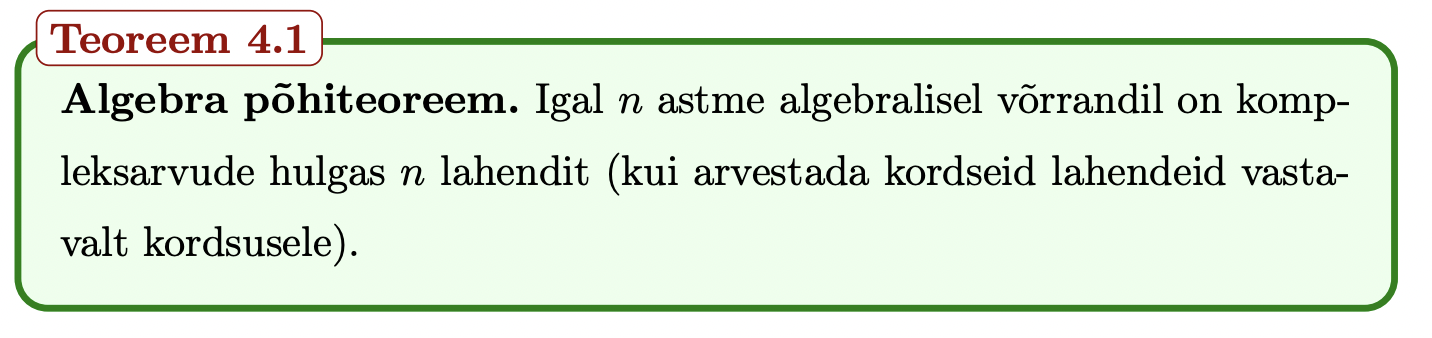 Teoreem 4.1
Algebra põhiteoreem. Igal n astme algebralisel võrrandil on komp-
leksarvude hulgas n lahendit (kui arvestada kordseid lahendeid vasta-
valt kordsusele).